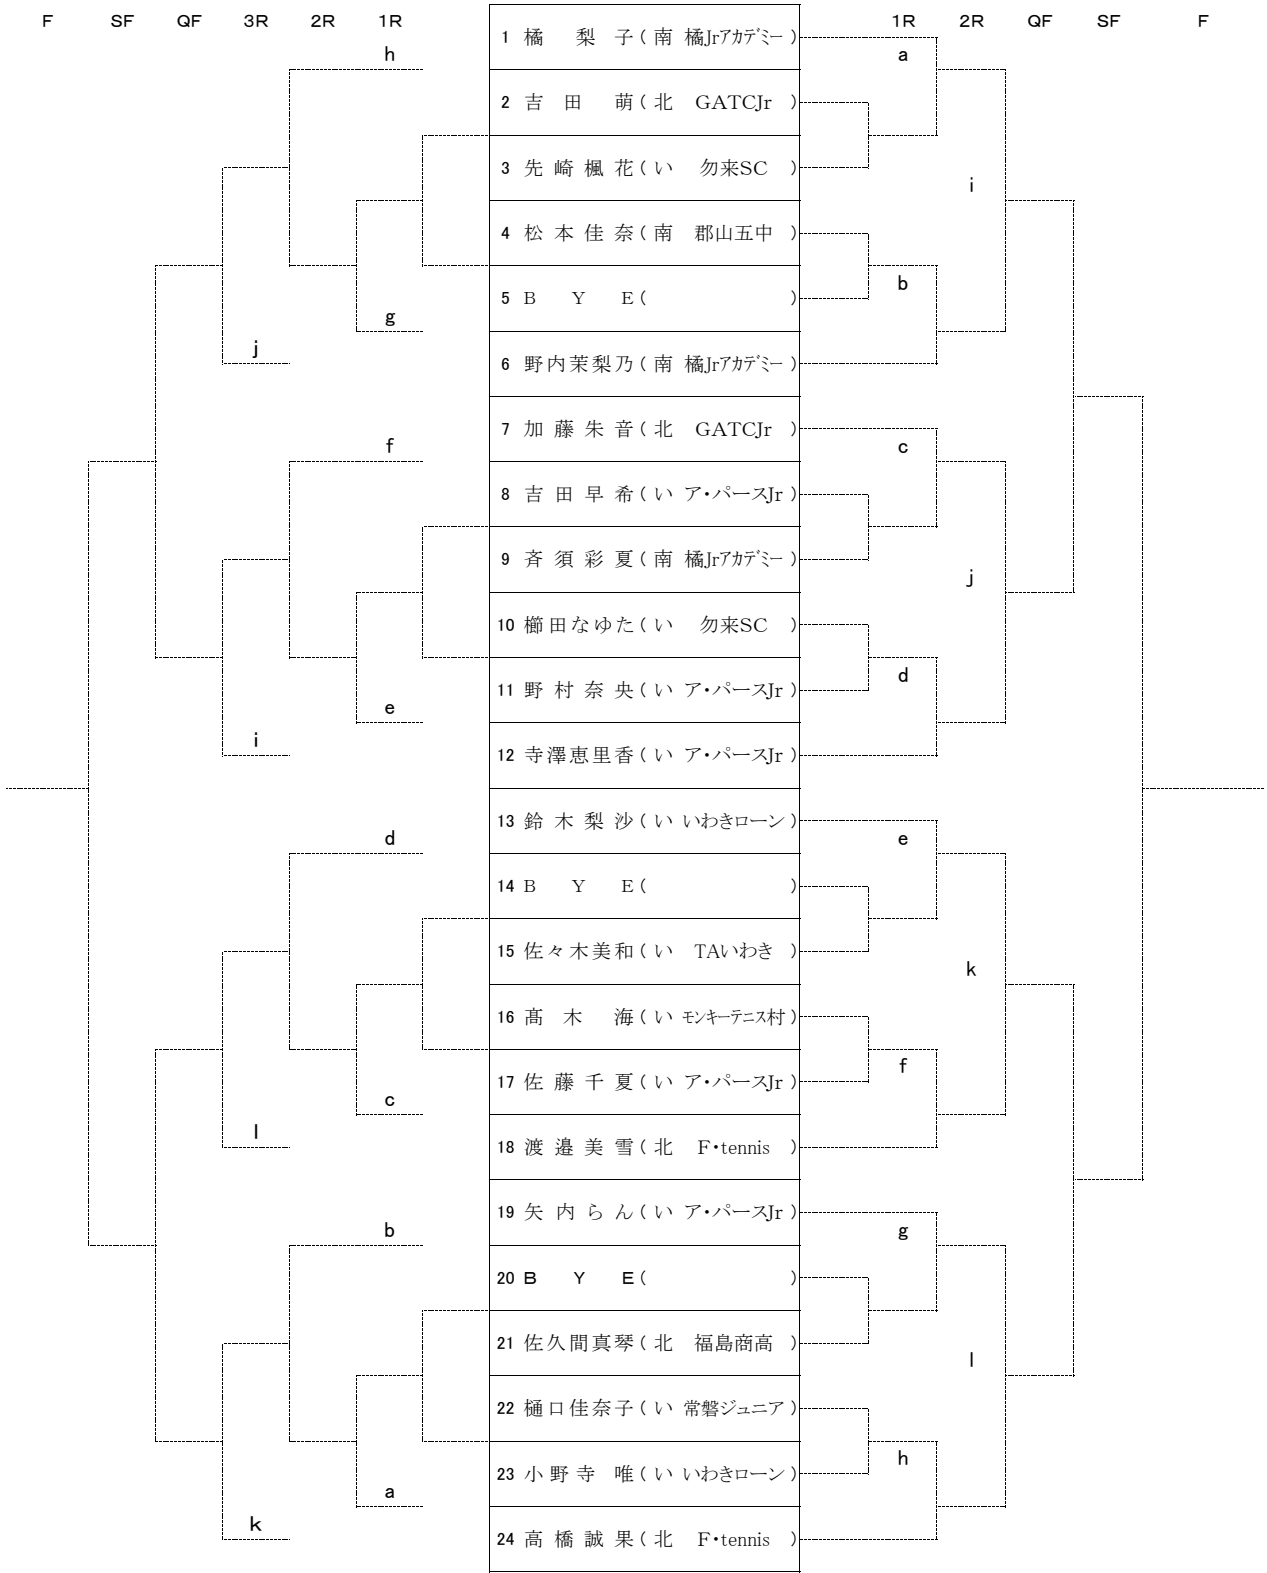 F SF QF 3R 2R 1R 1R 2R QF SF F
1 橘 梨 子 ( 南 橘Jrアカデミー )
h a
2 吉 田 萌 ( 北 GATCJr )
3 先 崎 楓 花 ( い 勿来SC )
i
4 松 本 佳 奈 ( 南 郡山五中 )
b
5 B Y E ( )
g
j
6 野内茉梨乃 ( 南 橘Jrアカデミー )
7 加 藤 朱 音 ( 北 GATCJr )
f c
8 吉 田 早 希 ( い ア・パースJr )
9 斉 須 彩 夏 ( 南 橘Jrアカデミー )
j
10 櫛田なゆた ( い 勿来SC )
d
11 野 村 奈 央 ( い ア・パースJr )
e
i
12 寺澤恵里香 ( い ア・パースJr )
13 鈴 木 梨 沙 ( い いわきローン )
d e
14 B Y E ( )
15 佐々木美和 ( い TAいわき )
k
16 髙 木 海 ( い モンキーテニス村 )
f
17 佐 藤 千 夏 ( い ア・パースJr )
c
l
18 渡 邉 美 雪 ( 北 F・tennis )
19 矢 内 ら ん ( い ア・パースJr )
b g
20 B Y E ( )
21 佐久間真琴 ( 北 福島商高 )
l
22 樋口佳奈子 ( い 常磐ジュニア )
h
23 小 野 寺 唯 ( い いわきローン )
a
k
24 高 橋 誠 果 ( 北 F・tennis )